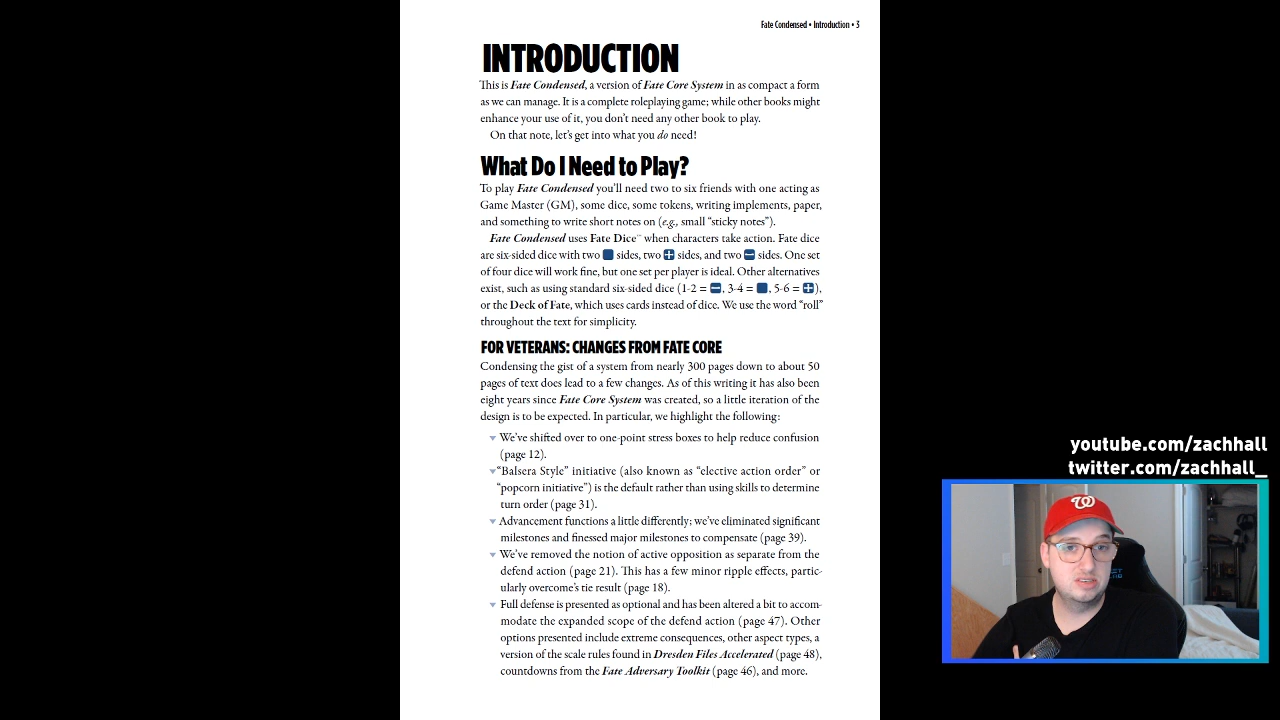 Fate Condensed • Introduction • 3
INTRODUCTION
This is Fate Condensed, a version of Fate Core System in as compact a form
as we can manage. It is a complete roleplaying game; while other books might
enhance your use of it, you don't need any other book to play.
On that note, let's get into what you do need!
What Do I Need to Play?
To play Fate Condensed you'll need two to six friends with one acting as
Game Master (GM), some dice, some tokens, writing implements, paper,
and something to write short notes on (e.g., small "sticky notes").
Fate Condensed uses Fate Dice™ when characters take action. Fate dice
are six-sided dice with two sides, two + sides, and two − sides. One set
of four dice will work fine, but one set per player is ideal. Other alternatives
exist, such as using standard six-sided dice (1-2 = −, 3-4 = , 5-6 = +),
or the Deck of Fate, which uses cards instead of dice. We use the word "roll"
throughout the text for simplicity.
FOR VETERANS: CHANGES FROM FATE CORE
Condensing the gist of a system from nearly 300 pages down to about 50
pages of text does lead to a few changes. As of this writing it has also been
eight years since Fate Core System was created, so a little iteration of the
design is to be expected. In particular, we highlight the following:
We've shifted over to one-point stress boxes to help reduce confusion
(page 12).
"Balsera Style" initiative (also known as "elective action order" or
"popcorn initiative") is the default rather than using skills to determine
turn order (page 31).
Advancement functions a little differently; we've eliminated significant
milestones and finessed major milestones to compensate (page 39).
We've removed the notion of active opposition as separate from the
defend action (page 21). This has a few minor ripple effects, partic-
ularly overcome's tie result (page 18).
Full defense is presented as optional and has been altered a bit to accom-
modate the expanded scope of the defend action (page 47). Other
options presented include extreme consequences, other aspect types, a
version of the scale rules found in Dresden Files Accelerated (page 48),
countdowns from the Fate Adversary Toolkit (page 46), and more.
youtube.com/zachhall
twitter.com/zachhall_
W